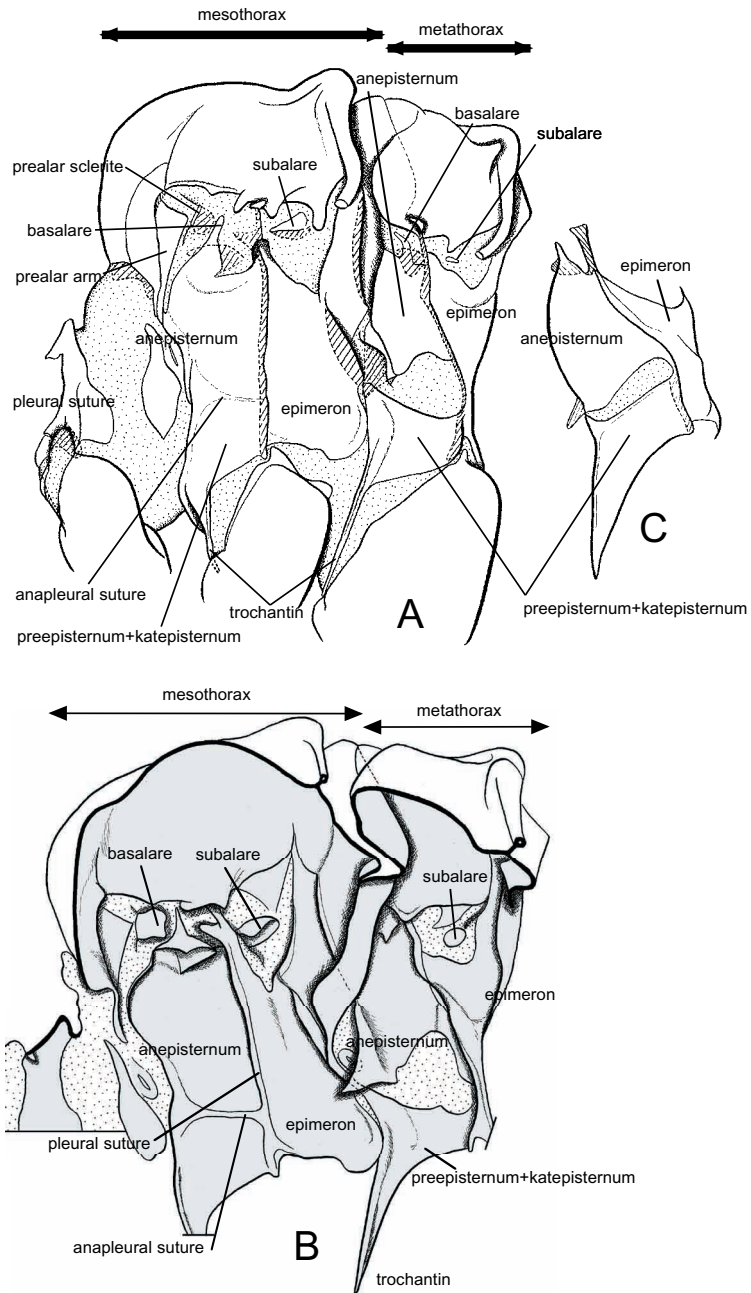 mesothorax
metathorax
anepisternum
basalare
subalare
prealar sclerite
subalare
basalare
prealar arm
epimeron
epimeron
anepisternum
anepisternum
pleural suture
epimeron
C
anapleural suture
trochantin
A
preepisternum+katepisternum
preepisternum+katepisternum
mesothorax
metathorax
basalare
subalare
subalare
epimeron
anepisternum
anepisternum
pleural suture
epimeron
preepisternum+katepisternum
anapleural suture
B
trochantin